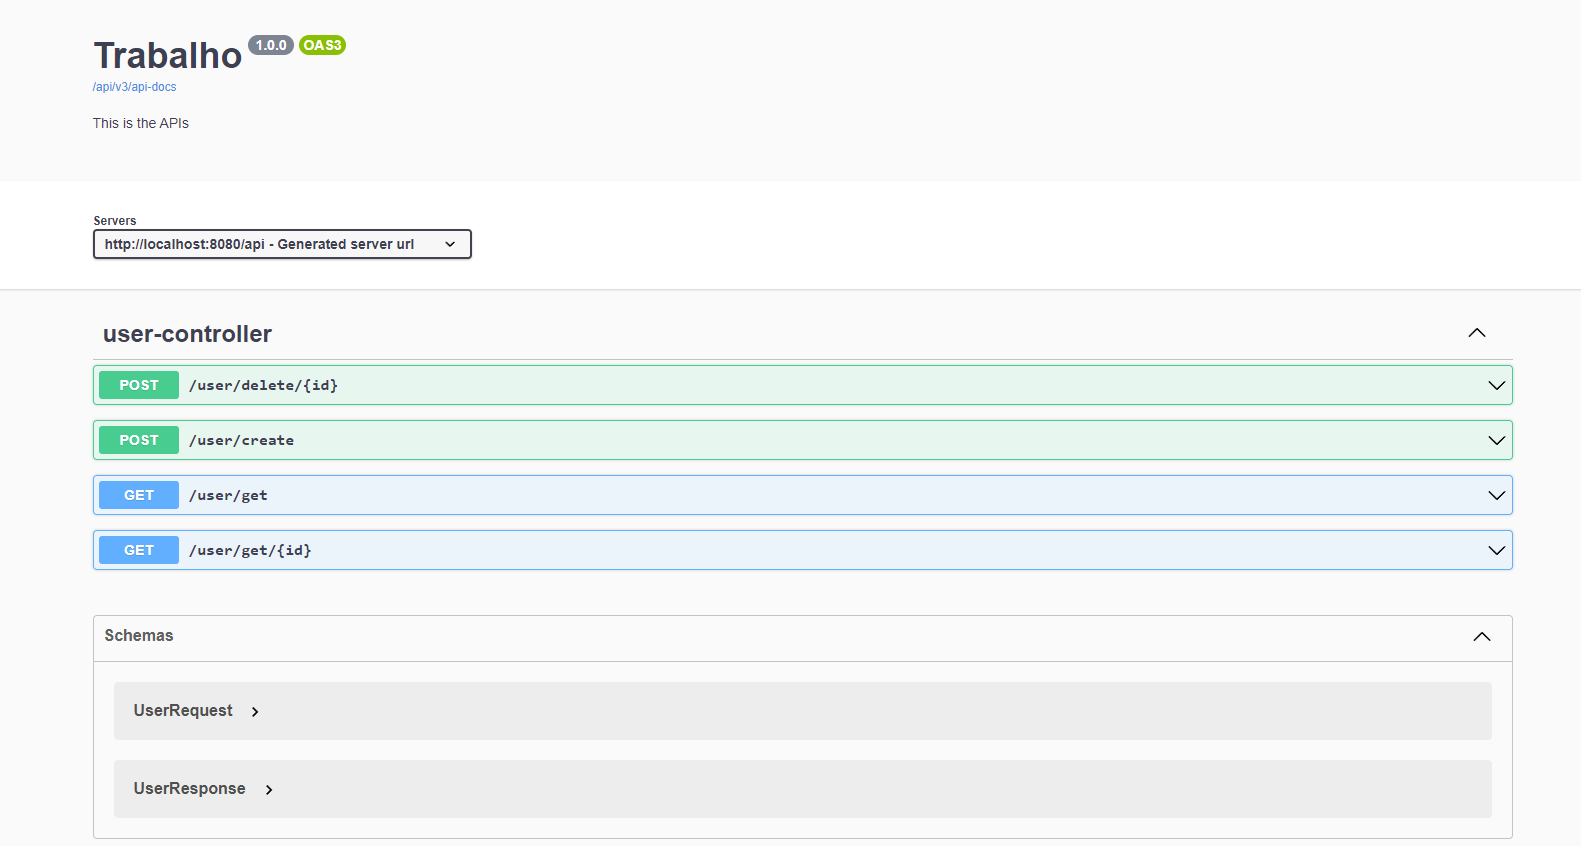 Trabalho 1.0.0 OAS3
/api/v3/api-docs
This is the APIs
Servers
http://localhost:8080/api - Generated server url
user-controller
POST /user/delete/{id}
POST /user/create
GET /user/get
GET /user/get/{id}
Schemas
UserRequest
UserResponse